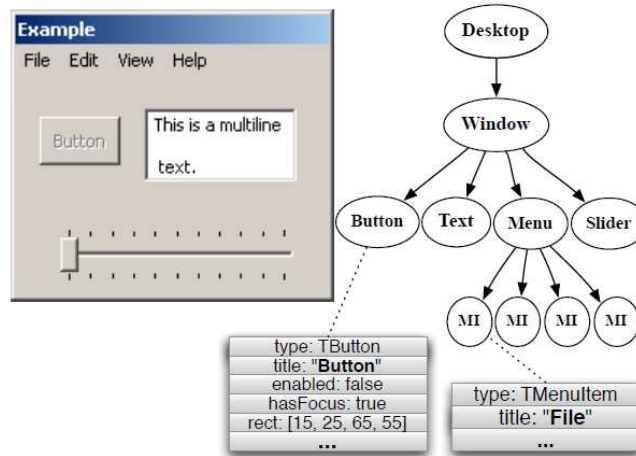 Example
File Edit View Help
Button
This is a multiline
text.
Desktop
Window
Button Text Menu Slider
MI MI MI MI
type: TButton
title: "Button"
enabled: false
hasFocus: true
rect: [15, 25, 65, 55]
...
type: TMenuItem
title: "File"
...